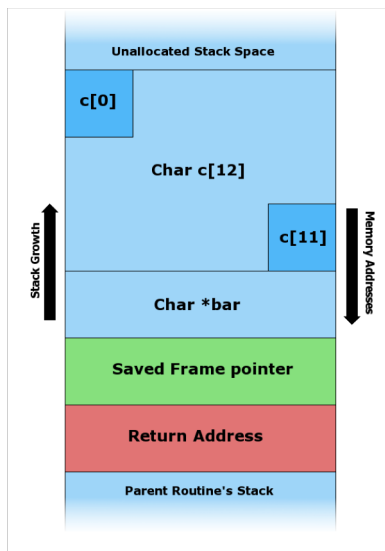 Unallocated Stack Space
c[0]
Char c[12]
c[11]
Stack Growth
Memory Addresses
Char *bar
Saved Frame pointer
Return Address
Parent Routine's Stack